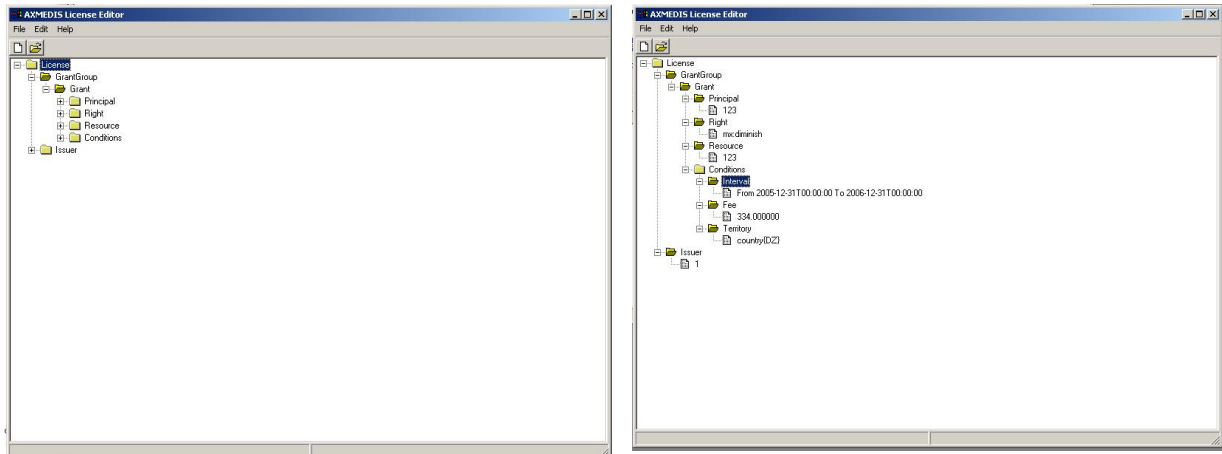 AXMEDIS License Editor
File Edit Help
License
GrantGroup
Grant
Principal
Right
Resource
Conditions
Issuer
AXMEDIS License Editor
File Edit Help
License
GrantGroup
Grant
Principal
123
Right
mx:diminish
Resource
123
Conditions
Interval
From 2005-12-31T00:00:00 To 2006-12-31T00:00:00
Fee
334.000000
Territory
country{DZ}
Issuer
1